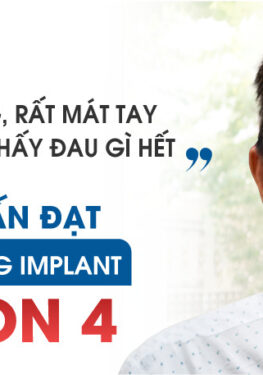 , RẤT MÁT TAY
HẤY ĐAU GÌ HẾT ”
ẤN ĐẠT
G IMPLANT
ON 4